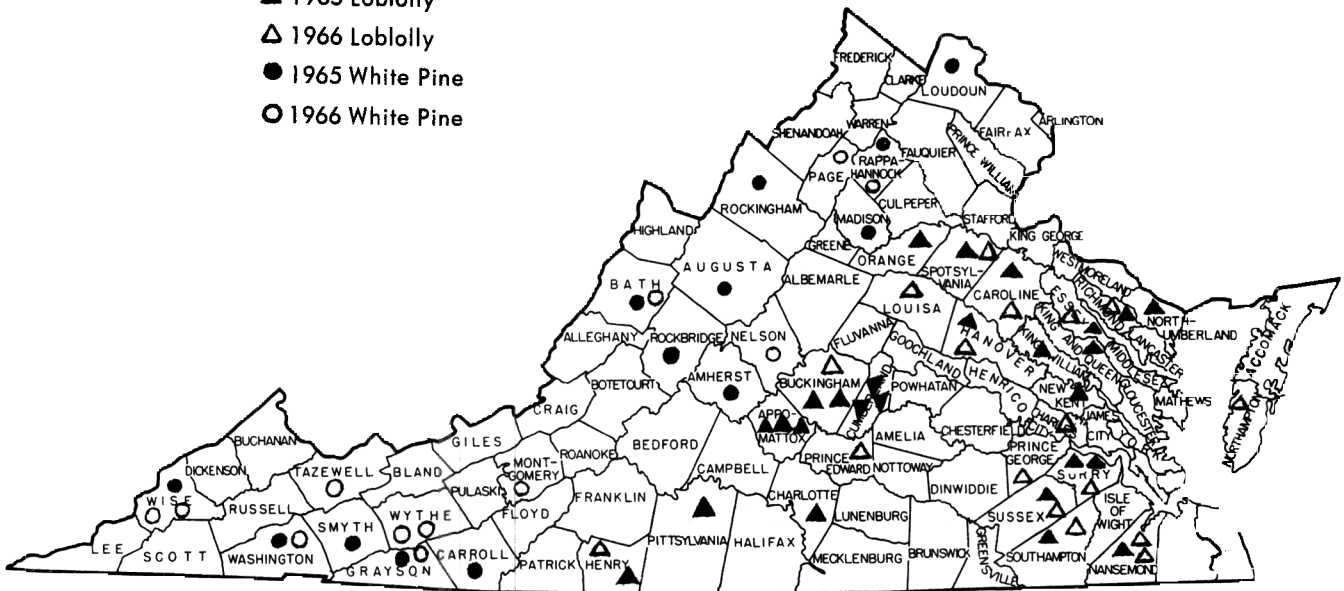 1965 Loblolly
1966 Loblolly
1965 White Pine
1966 White Pine
FREDERICK
CLARKE
LOUDOUN
SHENANDOAH
WARREN
FAUQUIER
PRINCE WILLIAM
FAIRFAX
ARLINGTON
PAGE
RAPPA-
HANNOCK
ROCKINGHAM
MADISON
CULPEPER
STAFFORD
KING GEORGE
HIGHLAND
GREENE
ORANGE
SPOTSYL-
VANIA
WESTMORELAND
AUGUSTA
ALBEMARLE
CAROLINE
ESSEX
RICHMOND
NORTH-
UMBERLAND
BATH
LOUISA
LANCASTER
ACCOMACK
ALLEGHANY
ROCKBRIDGE
NELSON
FLUVANNA
GOOCHLAND
HANOVER
KING WILLIAM
KING AND QUEEN
MIDDLESEX
BOTETOURT
AMHERST
BUCKINGHAM
CUMBERLAND
POWHATAN
HENRICO
NEW
KENT
GLOUCESTER
MATHEWS
NORTHAMPTON
CRAIG
APPO-
MATTOX
AMELIA
CHESTERFIELD
JAMES
CITY
BUCHANAN
GILES
ROANOKE
BEDFORD
CAMPBELL
PRINCE
EDWARD
NOTTOWAY
PRINCE
GEORGE
SURRY
DICKENSON
TAZEWELL
BLAND
MONT-
GOMERY
PULASKI
FRANKLIN
CHARLOTTE
LUNENBURG
DINWIDDIE
SUSSEX
ISLE
OF
WIGHT
WISE
RUSSELL
SMYTH
WYTHE
FLOYD
PITTSYLVANIA
HALIFAX
MECKLENBURG
BRUNSWICK
GREENSVILLE
SOUTHAMPTON
NANSEMOND
LEE
SCOTT
WASHINGTON
GRAYSON
CARROLL
PATRICK
HENRY